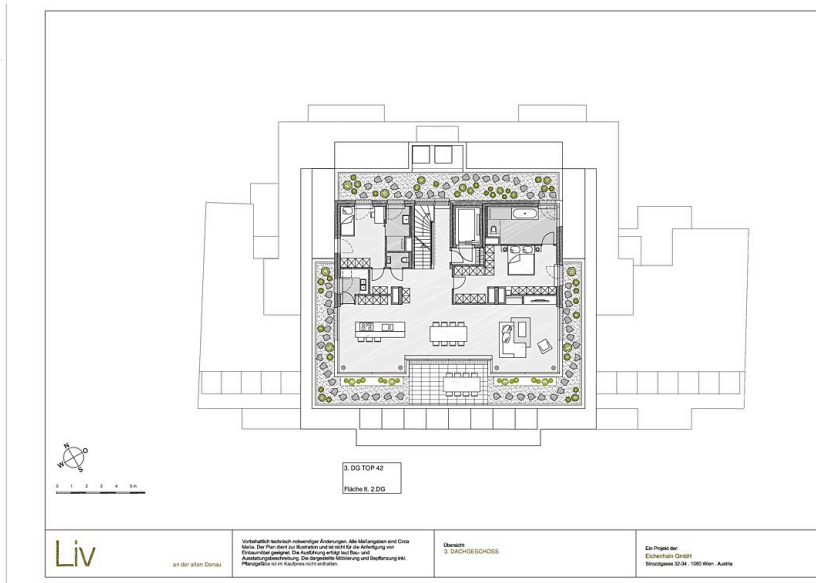 3. DG TOP 42
Fläche lt. 2.DG
N
O
W
S
0 1 2 3 4 5 m
Liv
an der alten Donau
Vorbehaltlich technisch notwendiger Änderungen. Alle Maßangaben sind Circa
Maße. Der Plan dient zur Illustration und ist nicht für die Anfertigung von
Einbaumöbel geeignet. Die Ausführung erfolgt laut Bau- und
Ausstattungsbeschreibung. Die dargestellte Möblierung und Bepflanzung inkl.
Pflanzgefäße ist im Kaufpreis nicht enthalten.
Übersicht:
3. DACHGESCHOSS
Ein Projekt der:
Eichenhain GmbH
Strozzigasse 32-34 . 1080 Wien . Austria